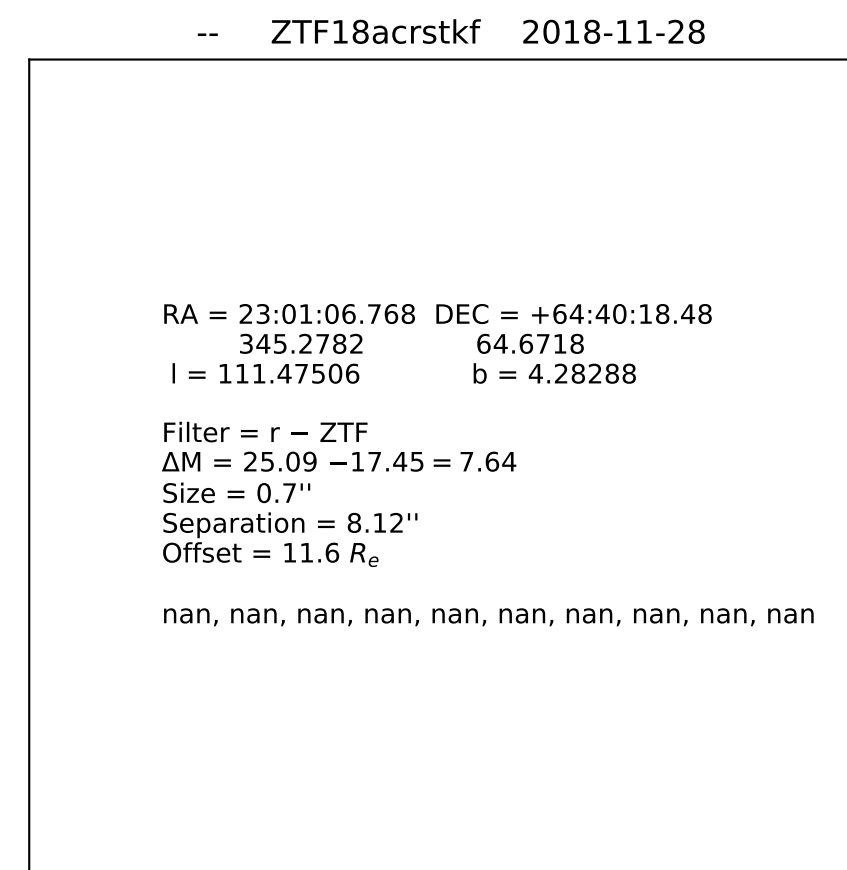 --   ZTF18acrstkf   2018-11-28
RA = 23:01:06.768  DEC = +64:40:18.48
345.2782   64.6718
l = 111.47506   b = 4.28288
Filter = r − ZTF
ΔM = 25.09 −17.45 = 7.64
Size = 0.7''
Separation = 8.12''
Offset = 11.6 Rₑ
nan, nan, nan, nan, nan, nan, nan, nan, nan, nan